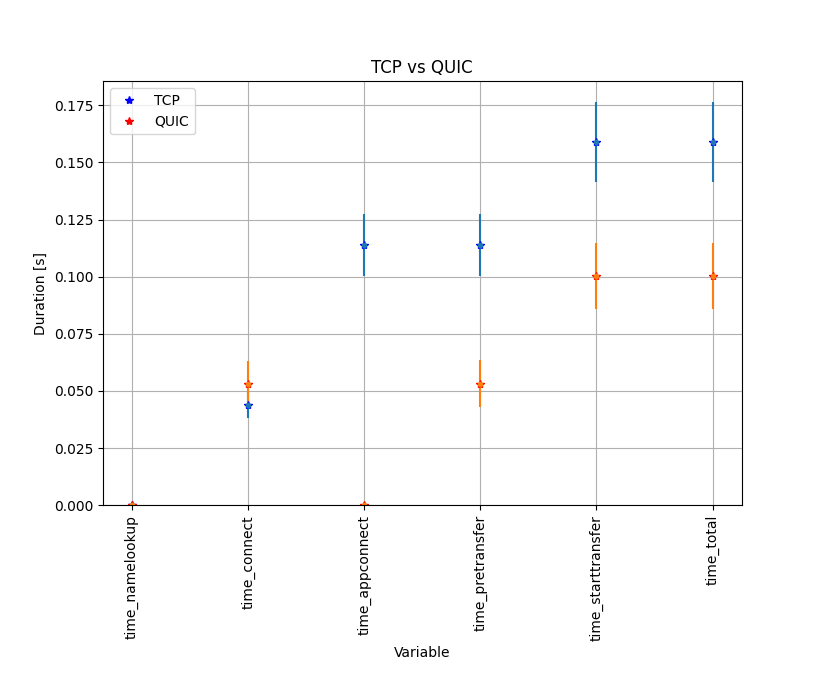 TCP vs QUIC
TCP
QUIC
0.175
0.150
0.125
0.100
0.075
0.050
0.025
0.000
Duration [s]
time_namelookup
time_connect
time_appconnect
time_pretransfer
time_starttransfer
time_total
Variable